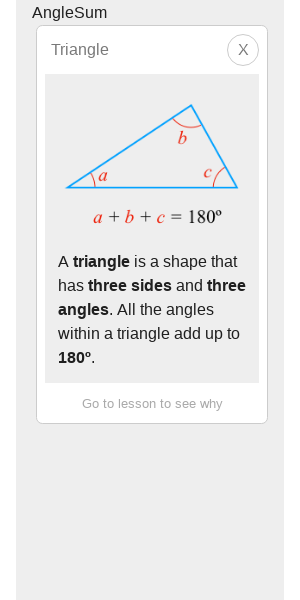 AngleSum
Triangle
X
b
a
c
a + b + c = 180º
A triangle is a shape that
has three sides and three
angles. All the angles
within a triangle add up to
180º.
Go to lesson to see why